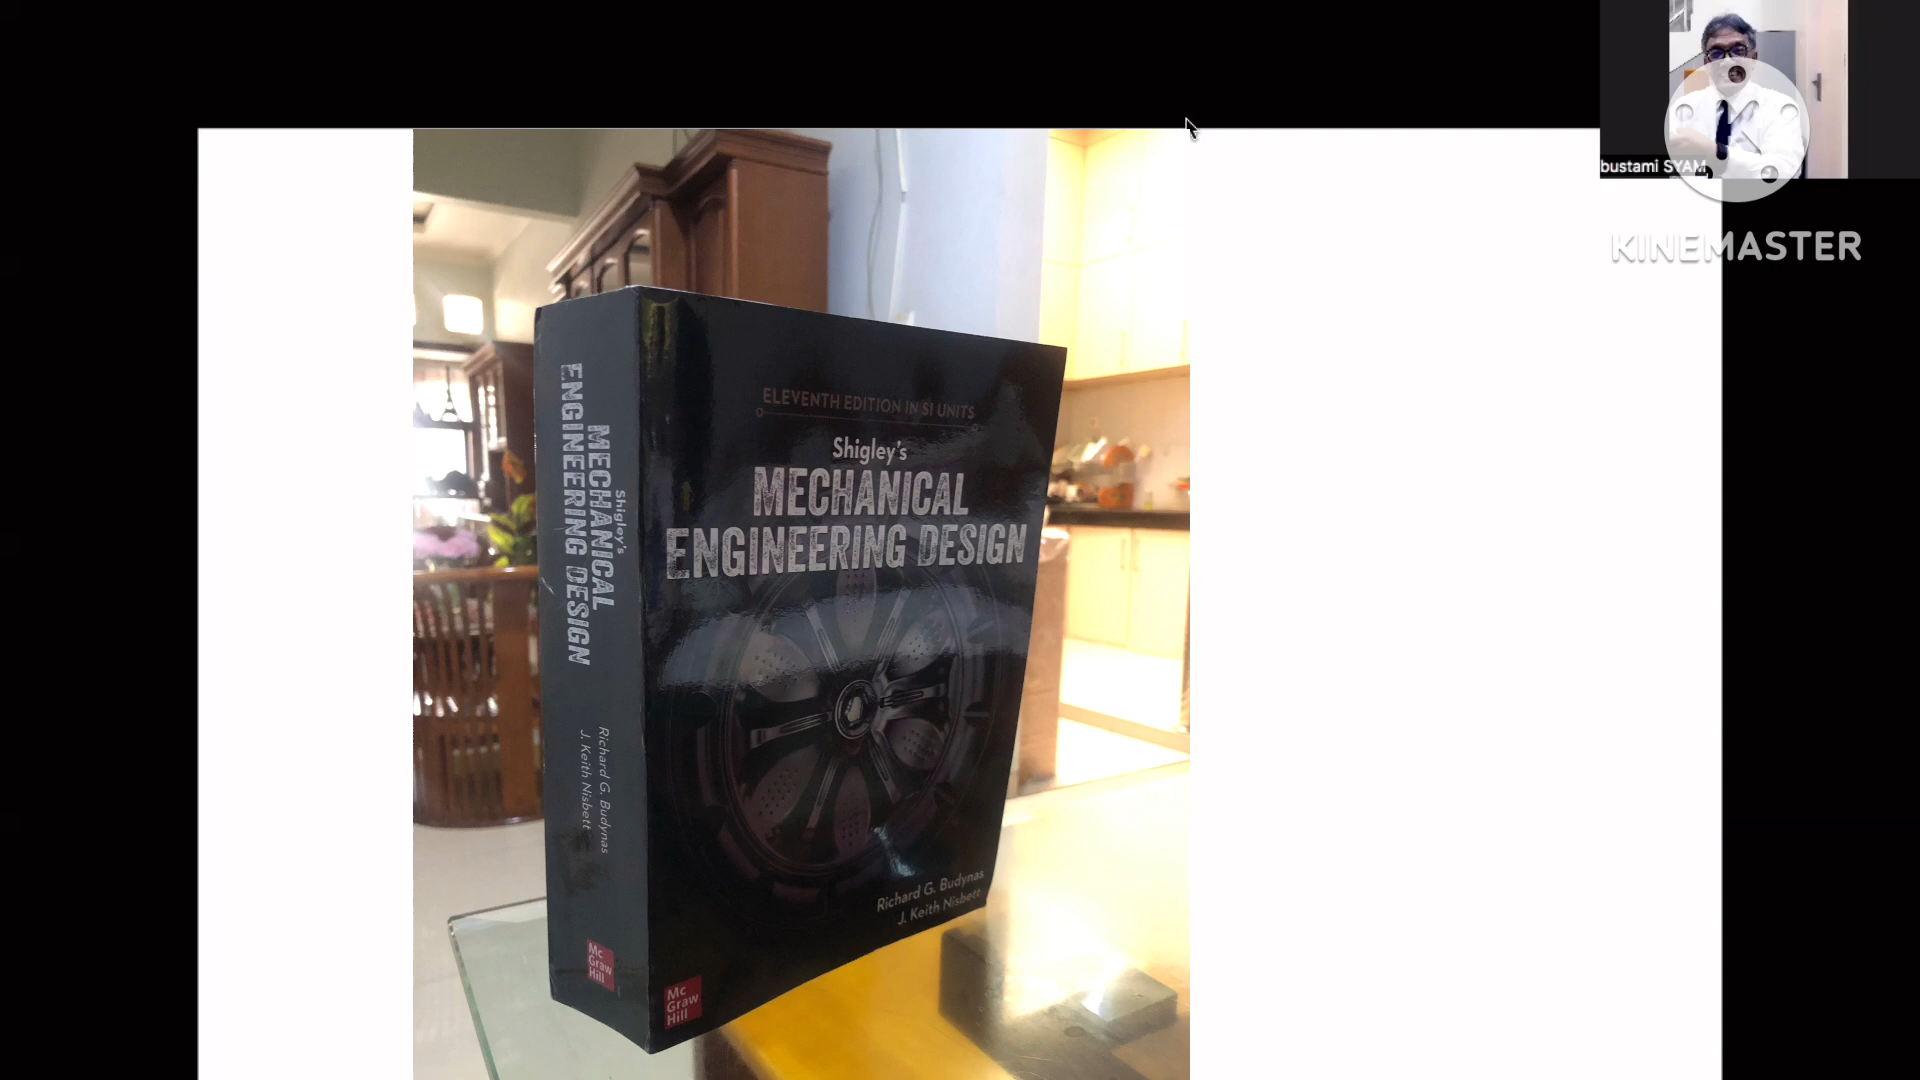 ELEVENTH EDITION IN SI UNITS
Shigley's
MECHANICAL
ENGINEERING DESIGN
Richard G. Budynas
J. Keith Nisbett
Mc
Graw
Hill
Shigley's
MECHANICAL
ENGINEERING DESIGN
Richard G. Budynas
J. Keith Nisbett
Mc
Graw
Hill
bustami SYAM
KINEMASTER